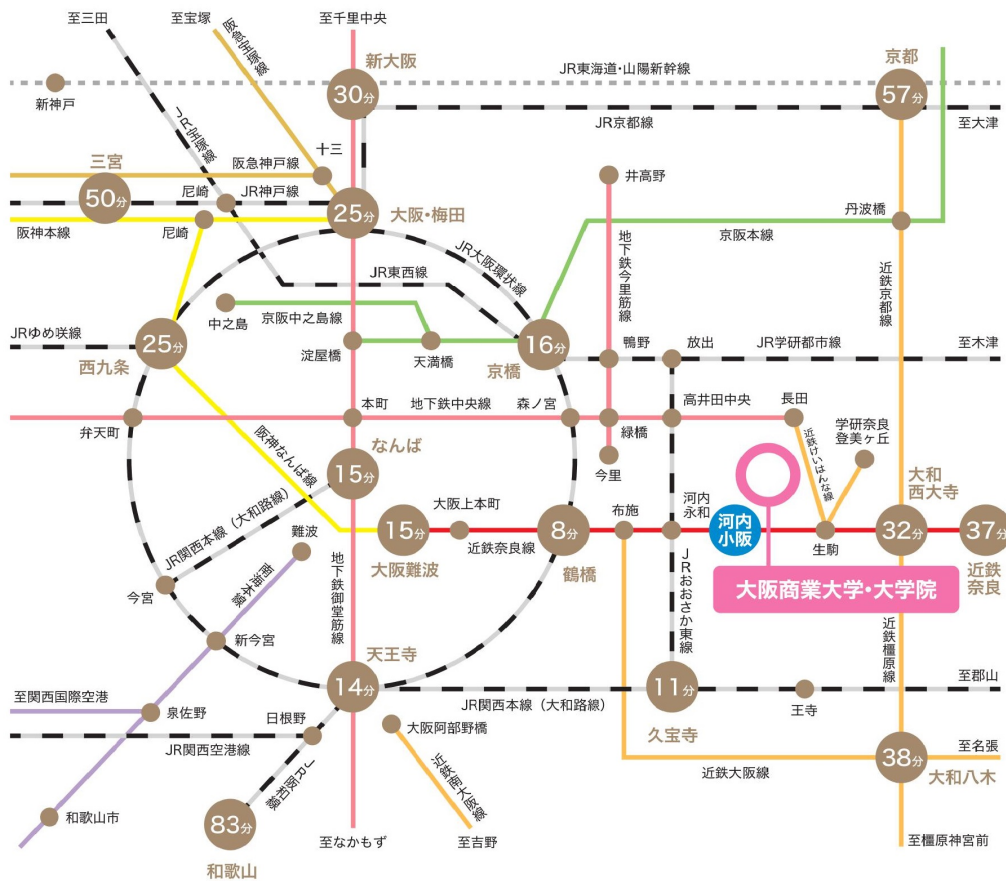 至三田
至宝塚
至千里中央
阪急宝塚線
新大阪
京都
JR東海道・山陽新幹線
30分
57分
新神戸
JR宝塚線
JR京都線
至大津
十三
三宮
阪急神戸線
井高野
50分
尼崎
JR神戸線
25分
大阪・梅田
丹波橋
阪神本線
尼崎
京阪本線
JR大阪環状線
地下鉄今里筋線
JR東西線
近鉄京都線
中之島
京阪中之島線
JRゆめ咲線
25分
淀屋橋
天満橋
16分
鴫野
放出
JR学研都市線
至木津
西九条
京橋
本町
地下鉄中央線
森ノ宮
高井田中央
長田
弁天町
緑橋
学研奈良
登美ヶ丘
阪神なんば線
なんば
近鉄けいはんな線
15分
今里
大和
西大寺
JR関西本線（大和路線）
大阪上本町
布施
河内
永和
難波
15分
8分
河内
小阪
32分
37分
近鉄奈良線
生駒
大阪難波
鶴橋
近鉄
奈良
今宮
南海本線
地下鉄御堂筋線
JRおおさか東線
大阪商業大学・大学院
新今宮
天王寺
近鉄橿原線
14分
11分
至郡山
至関西国際空港
JR関西本線（大和路線）
王寺
泉佐野
日根野
大阪阿部野橋
久宝寺
JR関西空港線
至名張
38分
JR阪和線
近鉄南大阪線
近鉄大阪線
大和八木
和歌山市
83分
至なかもず
至吉野
至橿原神宮前
和歌山